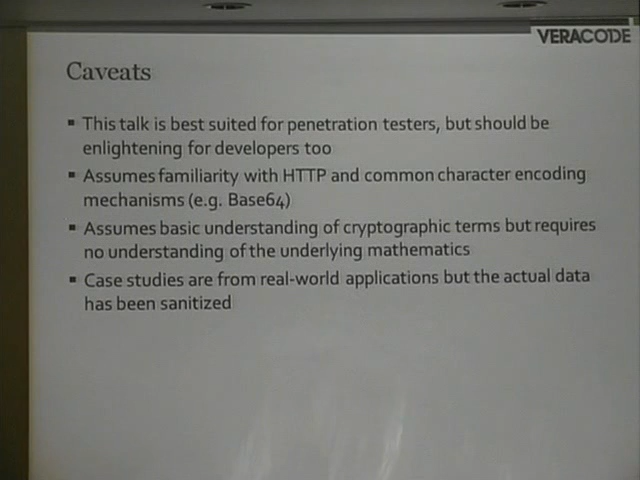 VERACODE
Caveats
▪ This talk is best suited for penetration testers, but should be
enlightening for developers too
▪ Assumes familiarity with HTTP and common character encoding
mechanisms (e.g. Base64)
▪ Assumes basic understanding of cryptographic terms but requires
no understanding of the underlying mathematics
▪ Case studies are from real-world applications but the actual data
has been sanitized